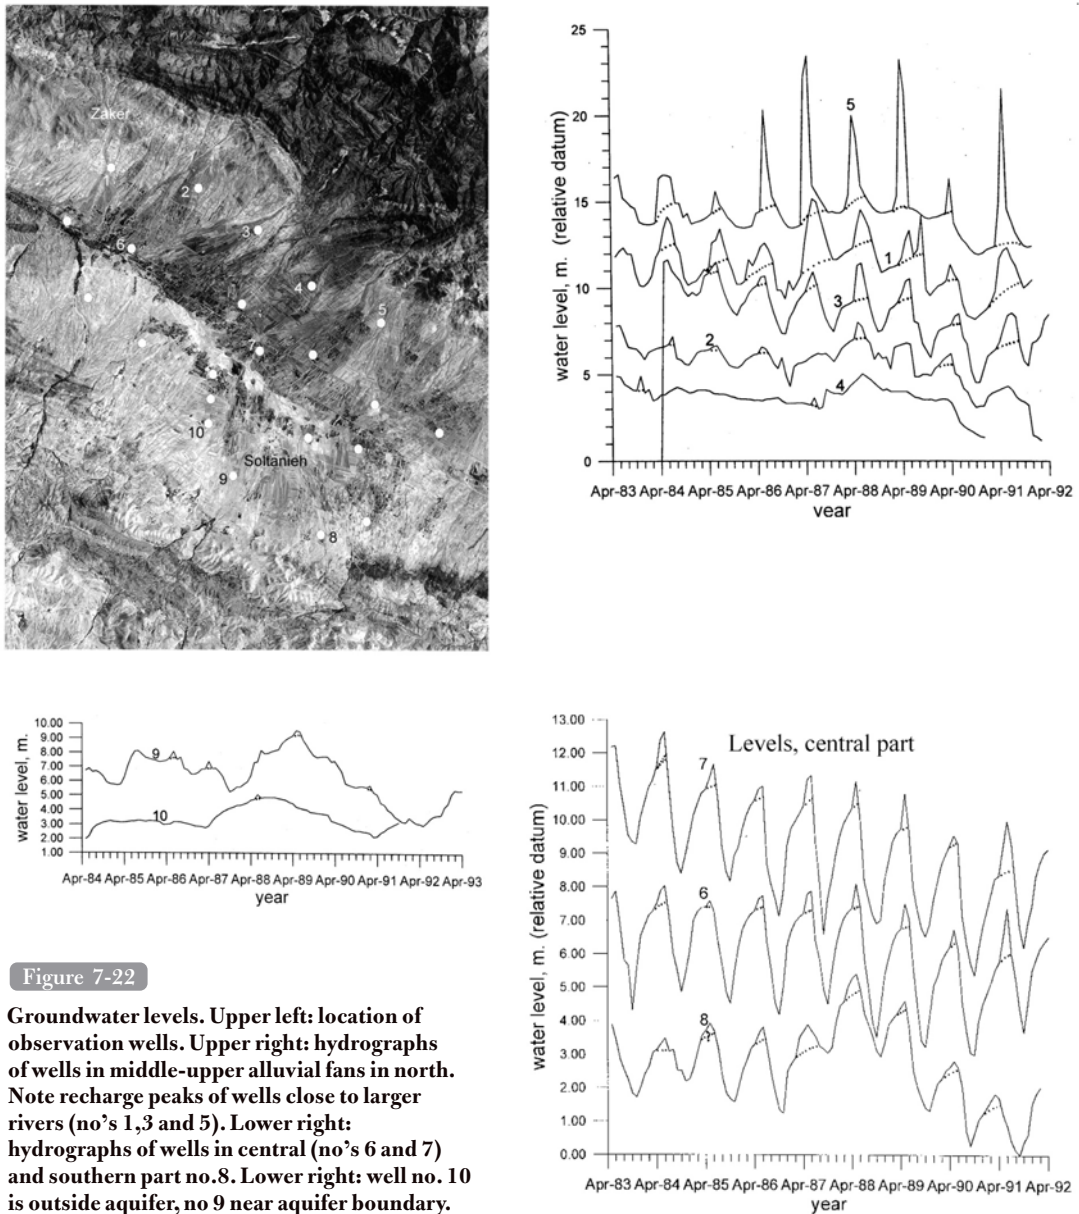 Zaker
2
3
6
4
5
7
10
Soltanieh
9
8
25
20
15
10
5
0
water level, m. (relative datum)
5
1
3
2
4
Apr-83 Apr-84 Apr-85 Apr-86 Apr-87 Apr-88 Apr-89 Apr-90 Apr-91 Apr-92
year
10.00
9.00
8.00
7.00
6.00
5.00
4.00
3.00
2.00
1.00
water level, m.
9
10
Apr-84 Apr-85 Apr-86 Apr-87 Apr-88 Apr-89 Apr-90 Apr-91 Apr-92 Apr-93
year
13.00
12.00
11.00
10.00
9.00
8.00
7.00
6.00
5.00
4.00
3.00
2.00
1.00
0.00
water level, m. (relative datum)
Levels, central part
7
6
8
Apr-83 Apr-84 Apr-85 Apr-86 Apr-87 Apr-88 Apr-89 Apr-90 Apr-91 Apr-92
year
Figure 7-22
Groundwater levels. Upper left: location of
observation wells. Upper right: hydrographs
of wells in middle-upper alluvial fans in north.
Note recharge peaks of wells close to larger
rivers (no's 1,3 and 5). Lower right:
hydrographs of wells in central (no's 6 and 7)
and southern part no.8. Lower right: well no. 10
is outside aquifer, no 9 near aquifer boundary.